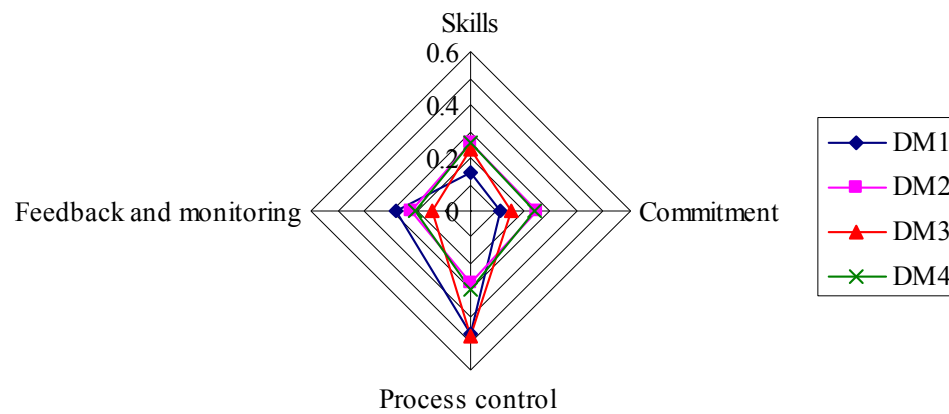 Skills
0.6
0.4
0.2
0
Feedback and monitoring
Commitment
Process control
DM1
DM2
DM3
DM4